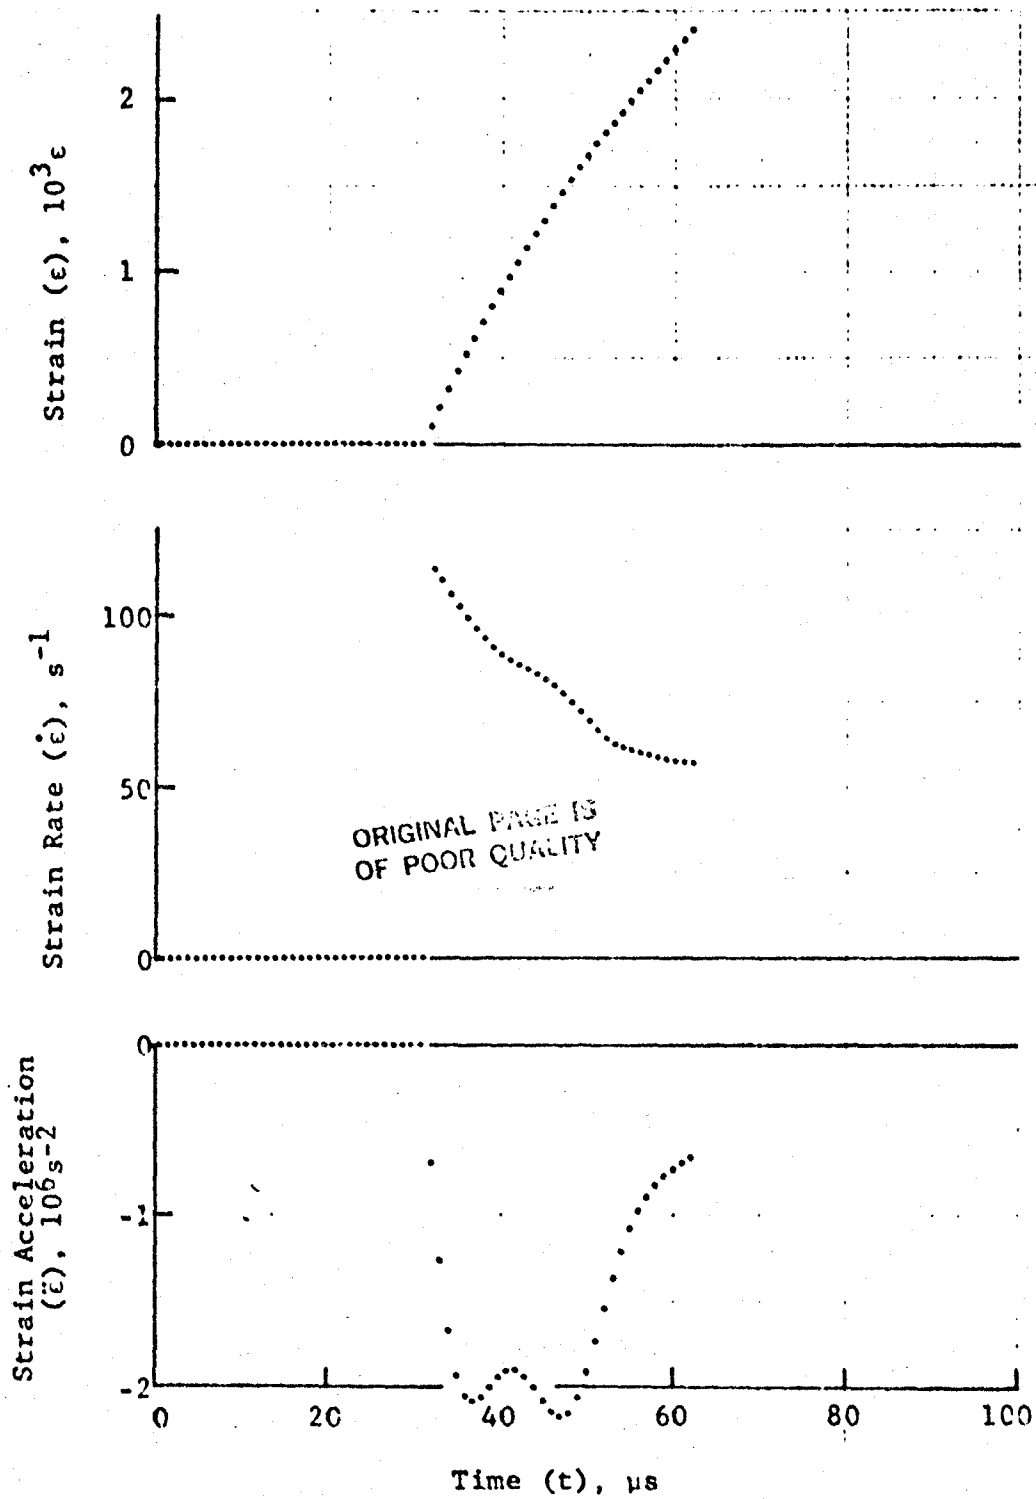 Strain (ε), 10³ε
2
1
0
Strain Rate (ε̇), s⁻¹
100
50
0
ORIGINAL PAGE IS
OF POOR QUALITY
Strain Acceleration
(ε̈), 10⁶s-2
0
-1
-2
0 20 40 60 80 100
Time (t), μs